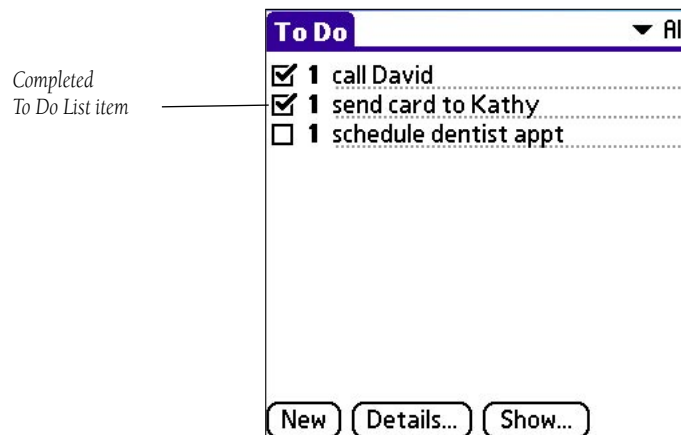 To Do
Completed
To Do List item
1 call David
1 send card to Kathy
1 schedule dentist appt
New Details... Show...